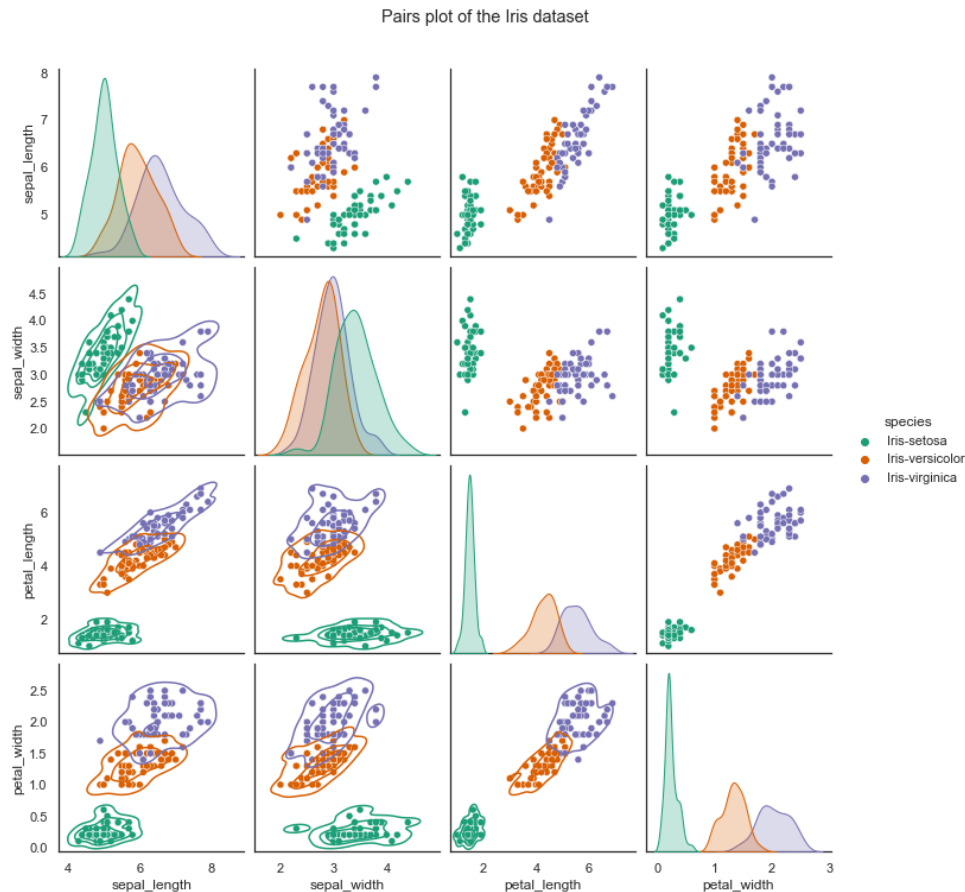 Pairs plot of the Iris dataset
8
7
6
5
sepal_length
4.5
4.0
3.5
3.0
2.5
2.0
sepal_width
species
Iris-setosa
Iris-versicolor
Iris-virginica
6
4
2
petal_length
2.5
2.0
1.5
1.0
0.5
0.0
petal_width
4 6 8
sepal_length
2 3 4
sepal_width
2 4 6
petal_length
0 1 2 3
petal_width